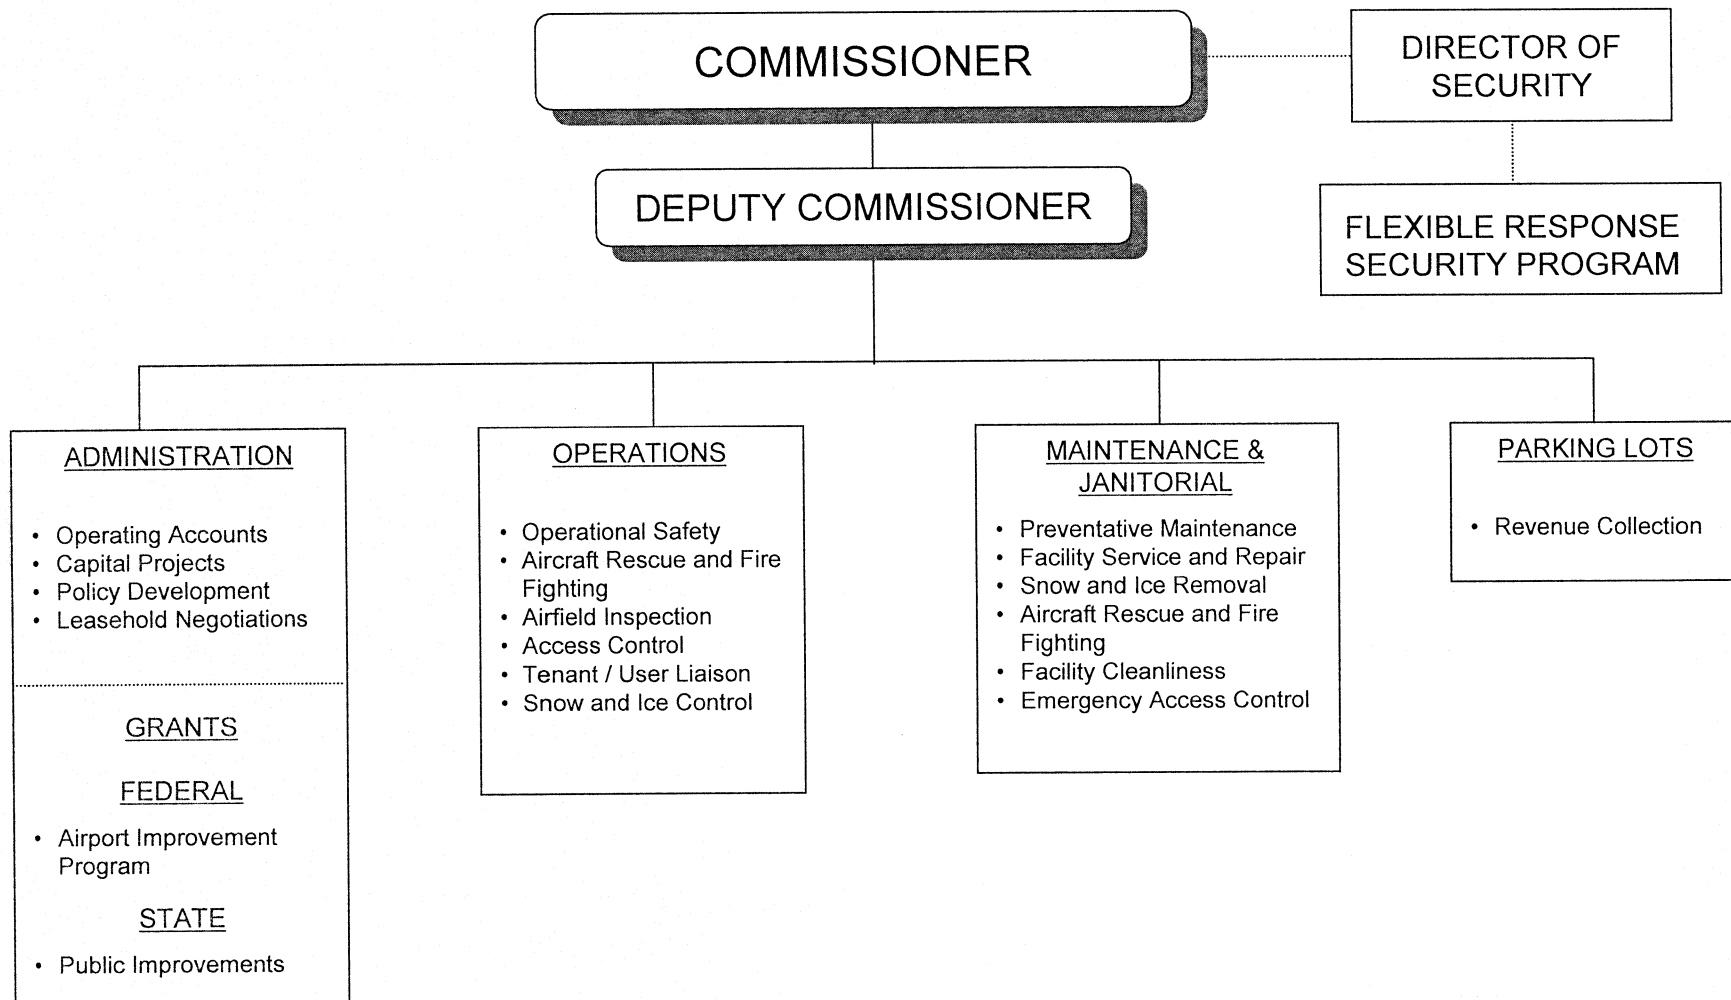 COMMISSIONER
DIRECTOR OF
SECURITY
DEPUTY COMMISSIONER
FLEXIBLE RESPONSE
SECURITY PROGRAM
ADMINISTRATION
• Operating Accounts
• Capital Projects
• Policy Development
• Leasehold Negotiations
GRANTS
FEDERAL
• Airport Improvement
Program
STATE
• Public Improvements
OPERATIONS
• Operational Safety
• Aircraft Rescue and Fire
Fighting
• Airfield Inspection
• Access Control
• Tenant / User Liaison
• Snow and Ice Control
MAINTENANCE &
JANITORIAL
• Preventative Maintenance
• Facility Service and Repair
• Snow and Ice Removal
• Aircraft Rescue and Fire
Fighting
• Facility Cleanliness
• Emergency Access Control
PARKING LOTS
• Revenue Collection